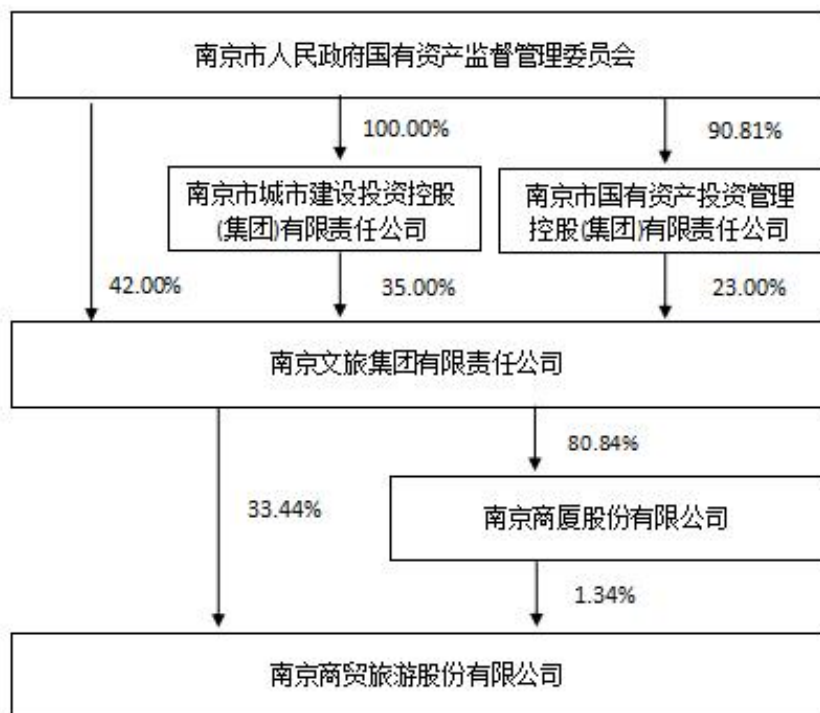 南京市人民政府国有资产监督管理委员会
100.00%
90.81%
南京市城市建设投资控股
(集团)有限责任公司
南京市国有资产投资管理
控股(集团)有限责任公司
42.00%
35.00%
23.00%
南京文旅集团有限责任公司
80.84%
33.44%
南京商厦股份有限公司
1.34%
南京商贸旅游股份有限公司